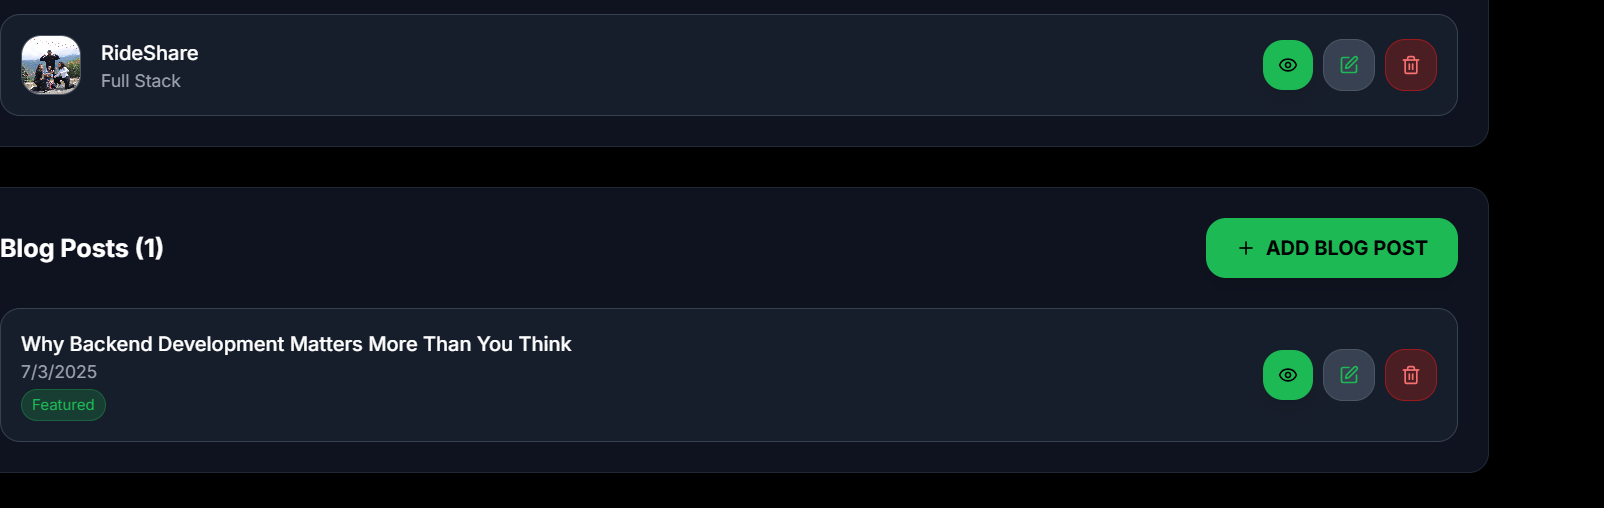 RideShare
Full Stack
Blog Posts (1)
ADD BLOG POST
Why Backend Development Matters More Than You Think
7/3/2025
Featured